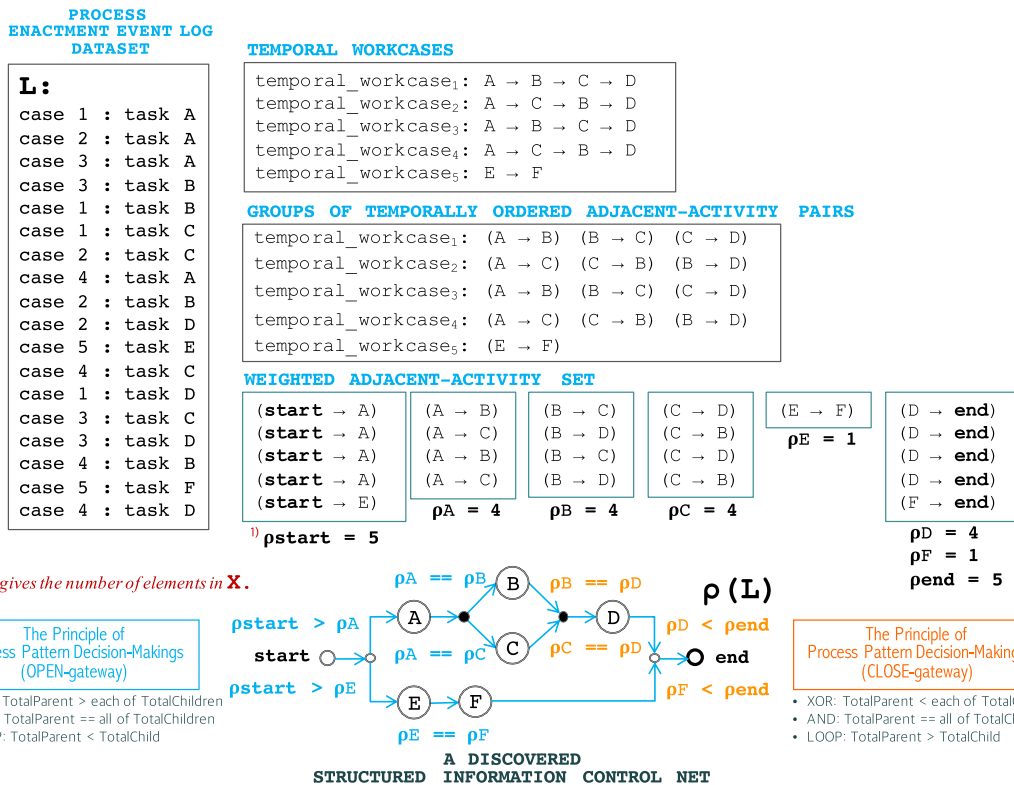 PROCESS
ENACTMENT EVENT LOG
DATASET
L:
case 1 : task A
case 2 : task A
case 3 : task A
case 3 : task B
case 1 : task B
case 1 : task C
case 2 : task C
case 4 : task A
case 2 : task B
case 2 : task D
case 5 : task E
case 4 : task C
case 1 : task D
case 3 : task C
case 3 : task D
case 4 : task B
case 5 : task F
case 4 : task D
TEMPORAL WORKCASES
temporal_workcase₁: A → B → C → D
temporal_workcase₂: A → C → B → D
temporal_workcase₃: A → B → C → D
temporal_workcase₄: A → C → B → D
temporal_workcase₅: E → F
GROUPS OF TEMPORALLY ORDERED ADJACENT-ACTIVITY PAIRS
temporal_workcase₁: (A → B) (B → C) (C → D)
temporal_workcase₂: (A → C) (C → B) (B → D)
temporal_workcase₃: (A → B) (B → C) (C → D)
temporal_workcase₄: (A → C) (C → B) (B → D)
temporal_workcase₅: (E → F)
WEIGHTED ADJACENT-ACTIVITY SET
(start → A) (A → B) (B → C) (C → D) (E → F) (D → end)
(start → A) (A → C) (B → D) (C → B) (D → end)
(start → A) (A → B) (B → C) (C → D) (D → end)
(start → A) (A → C) (B → D) (C → B) (D → end)
(start → E) (F → end)
ρE = 1
ρA = 4 ρB = 4 ρC = 4
1) ρstart = 5
ρD = 4
ρF = 1
ρend = 5
gives the number of elements in X.
ρ(L)
ρA == ρB
B
ρB == ρD
ρstart > ρA
A
D
ρD < ρend
start
ρA == ρC
C
ρC == ρD
end
ρstart > ρE
E
F
ρF < ρend
ρE == ρF
A DISCOVERED
STRUCTURED INFORMATION CONTROL NET
The Principle of
ess Pattern Decision-Makings
(OPEN-gateway)
TotalParent > each of TotalChildren
TotalParent == all of TotalChildren
P: TotalParent < TotalChild
The Principle of
Process Pattern Decision-Making
(CLOSE-gateway)
• XOR: TotalParent < each of TotalC
• AND: TotalParent == all of TotalC
• LOOP: TotalParent > TotalChild